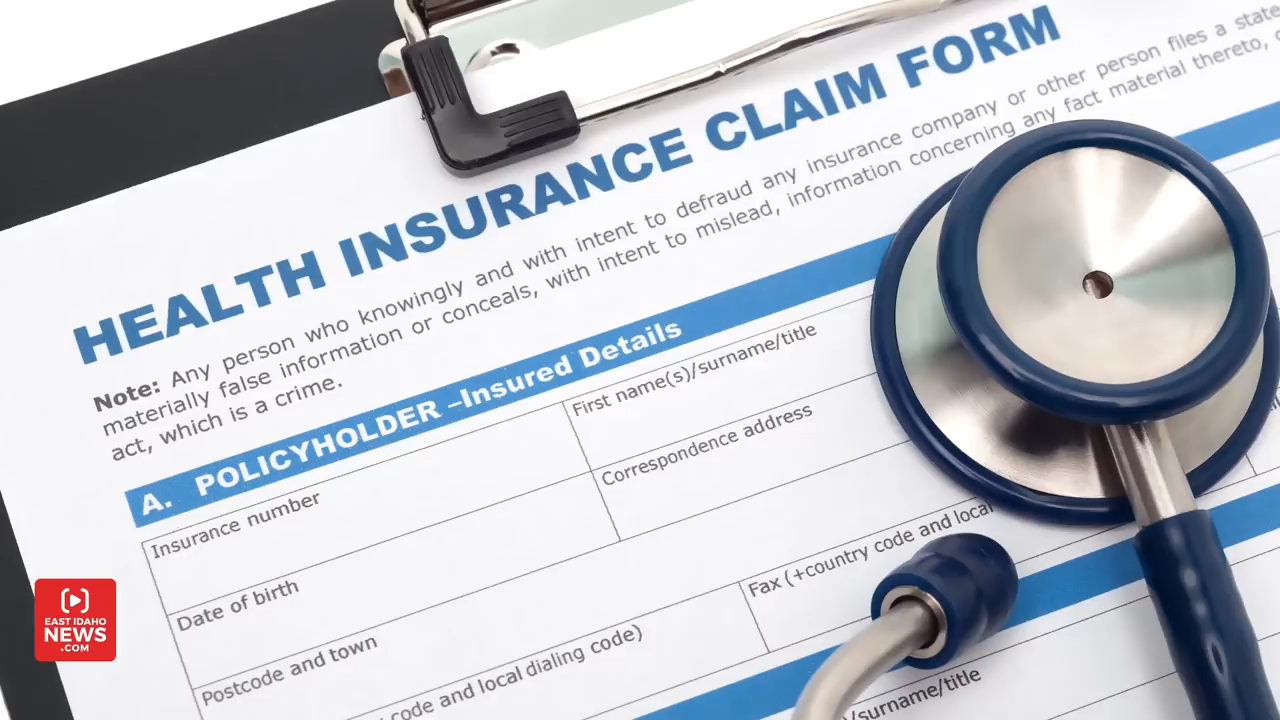 HEALTH INSURANCE CLAIM FORM
Note: Any person who knowingly and with intent to defraud any insurance company or other person files a state
materially false information or conceals, with intent to mislead, information concerning any fact material thereto,
act, which is a crime.
A. POLICYHOLDER –Insured Details
Insurance number
First name(s)/surname/title
Date of birth
Correspondence address
Postcode and town
Fax (+country code and local
code and local dialing code)
)/surname/title
EAST IDAHO
NEWS
.COM